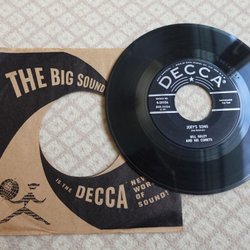 THE BIG SOUND
IS THE DECCA NEW
WORLD
OF
SOUND!
DECCA
JOEY'S SONG
BILL HALEY
AND HIS COMETS